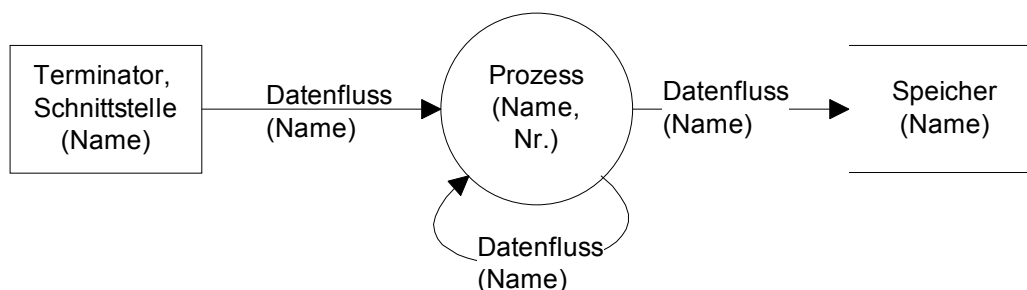 Terminator,
Schnittstelle
(Name)
Datenfluss
(Name)
Prozess
(Name,
Nr.)
Datenfluss
(Name)
Speicher
(Name)
Datenfluss
(Name)